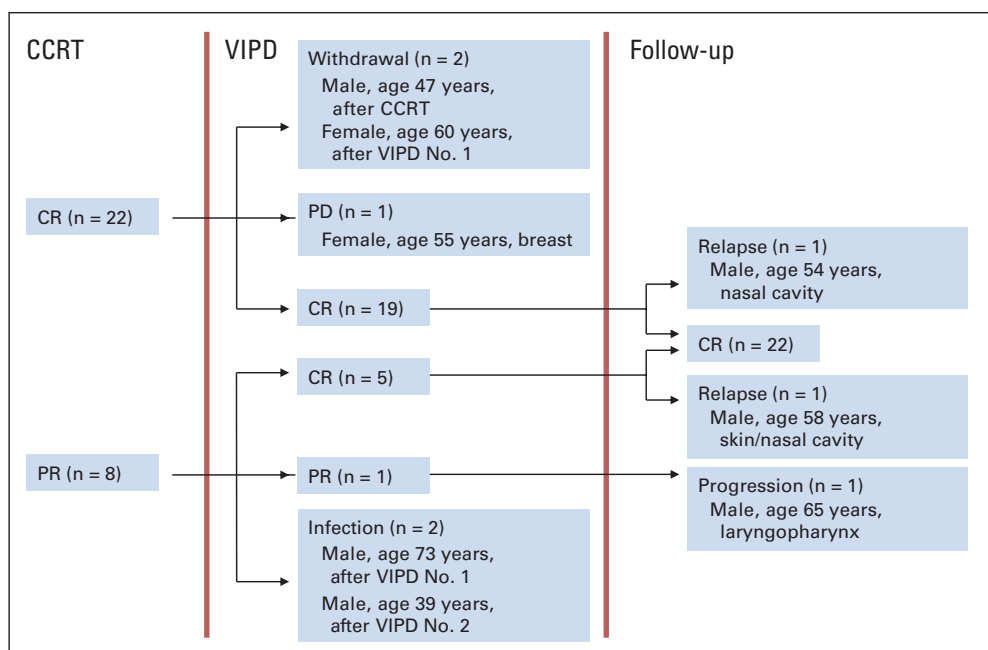 CCRT
VIPD
Follow-up
CR (n = 22)
PR (n = 8)
Withdrawal (n = 2)
Male, age 47 years,
after CCRT
Female, age 60 years,
after VIPD No. 1
PD (n = 1)
Female, age 55 years, breast
CR (n = 19)
CR (n = 5)
PR (n = 1)
Infection (n = 2)
Male, age 73 years,
after VIPD No. 1
Male, age 39 years,
after VIPD No. 2
Relapse (n = 1)
Male, age 54 years,
nasal cavity
CR (n = 22)
Relapse (n = 1)
Male, age 58 years,
skin/nasal cavity
Progression (n = 1)
Male, age 65 years,
laryngopharynx